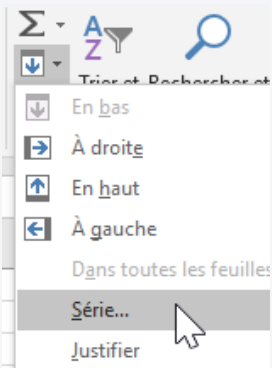 Σ
A
Z
Trier et Rechercher et
En bas
À droite
En haut
À gauche
Dans toutes les feuilles
Série...
Justifier